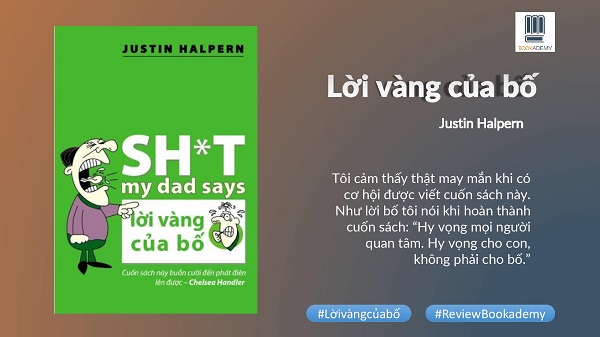 JUSTIN HALPERN
SH*T
my dad says
lời vàng
của bố
Cuốn sách này buồn cười đến phát điên
lên được – Chelsea Handler
BOOKADEMY
Lời vàng của bố
Justin Halpern
Tôi cảm thấy thật may mắn khi có
cơ hội được viết cuốn sách này.
Như lời bố tôi nói khi hoàn thành
cuốn sách: “Hy vọng mọi người
quan tâm. Hy vọng cho con,
không phải cho bố.”
#Lờivàngcủabố
#ReviewBookademy